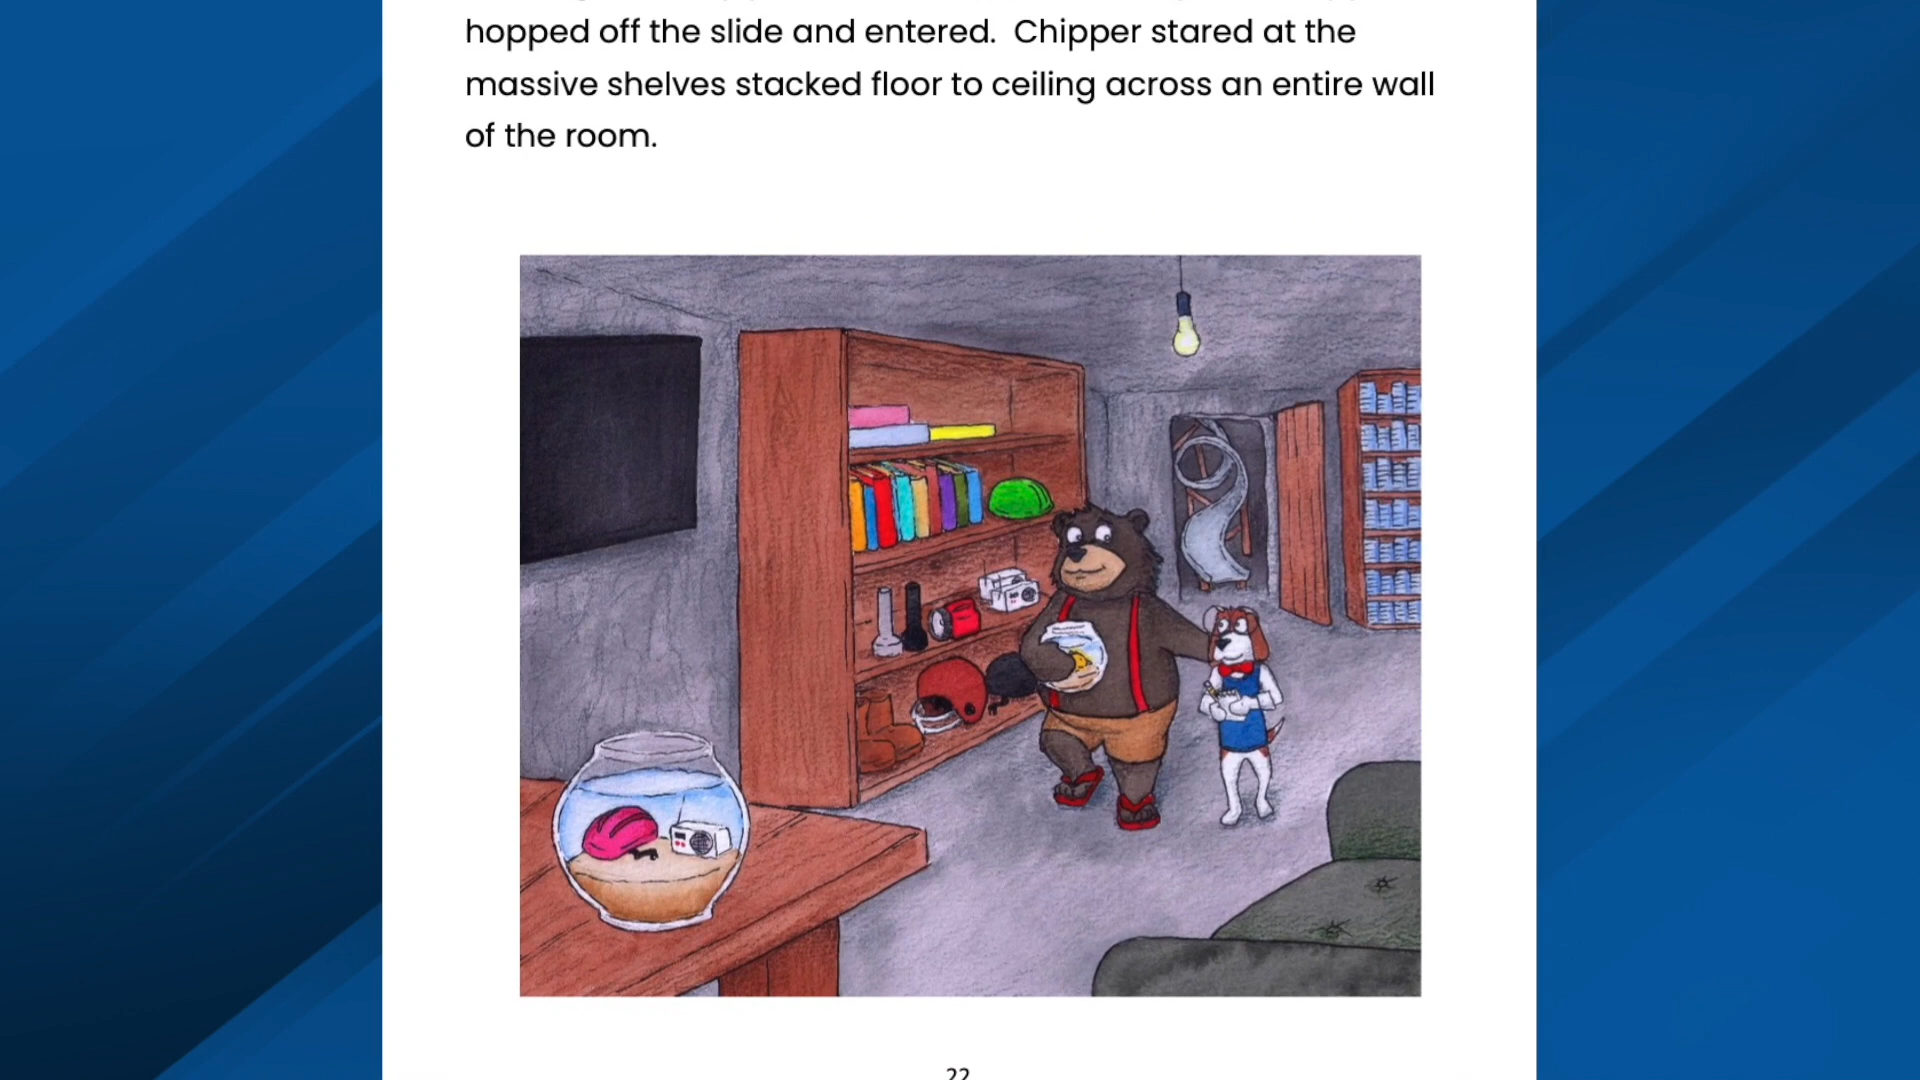 hopped off the slide and entered.  Chipper stared at the
massive shelves stacked floor to ceiling across an entire wall
of the room.
22